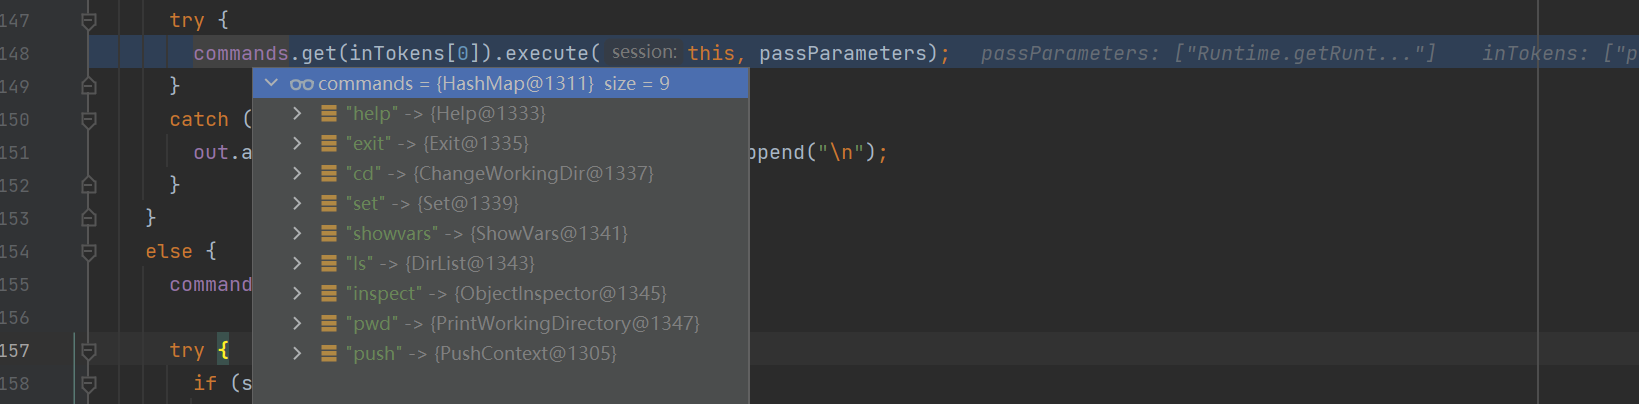 147 try {
148 commands.get(inTokens[0]).execute( session: this, passParameters); passParameters: ["Runtime.getRunt..."] inTokens: ["p
commands = {HashMap@1311} size = 9
149 }
"help" -> {Help@1333}
150 catch (
"exit" -> {Exit@1335}
151 out.a ppend("\n");
"cd" -> {ChangeWorkingDir@1337}
152 }
"set" -> {Set@1339}
153 }
"showvars" -> {ShowVars@1341}
154 else {
"ls" -> {DirList@1343}
155 command
"inspect" -> {ObjectInspector@1345}
156
"pwd" -> {PrintWorkingDirectory@1347}
157 try {
"push" -> {PushContext@1305}
158 if (s